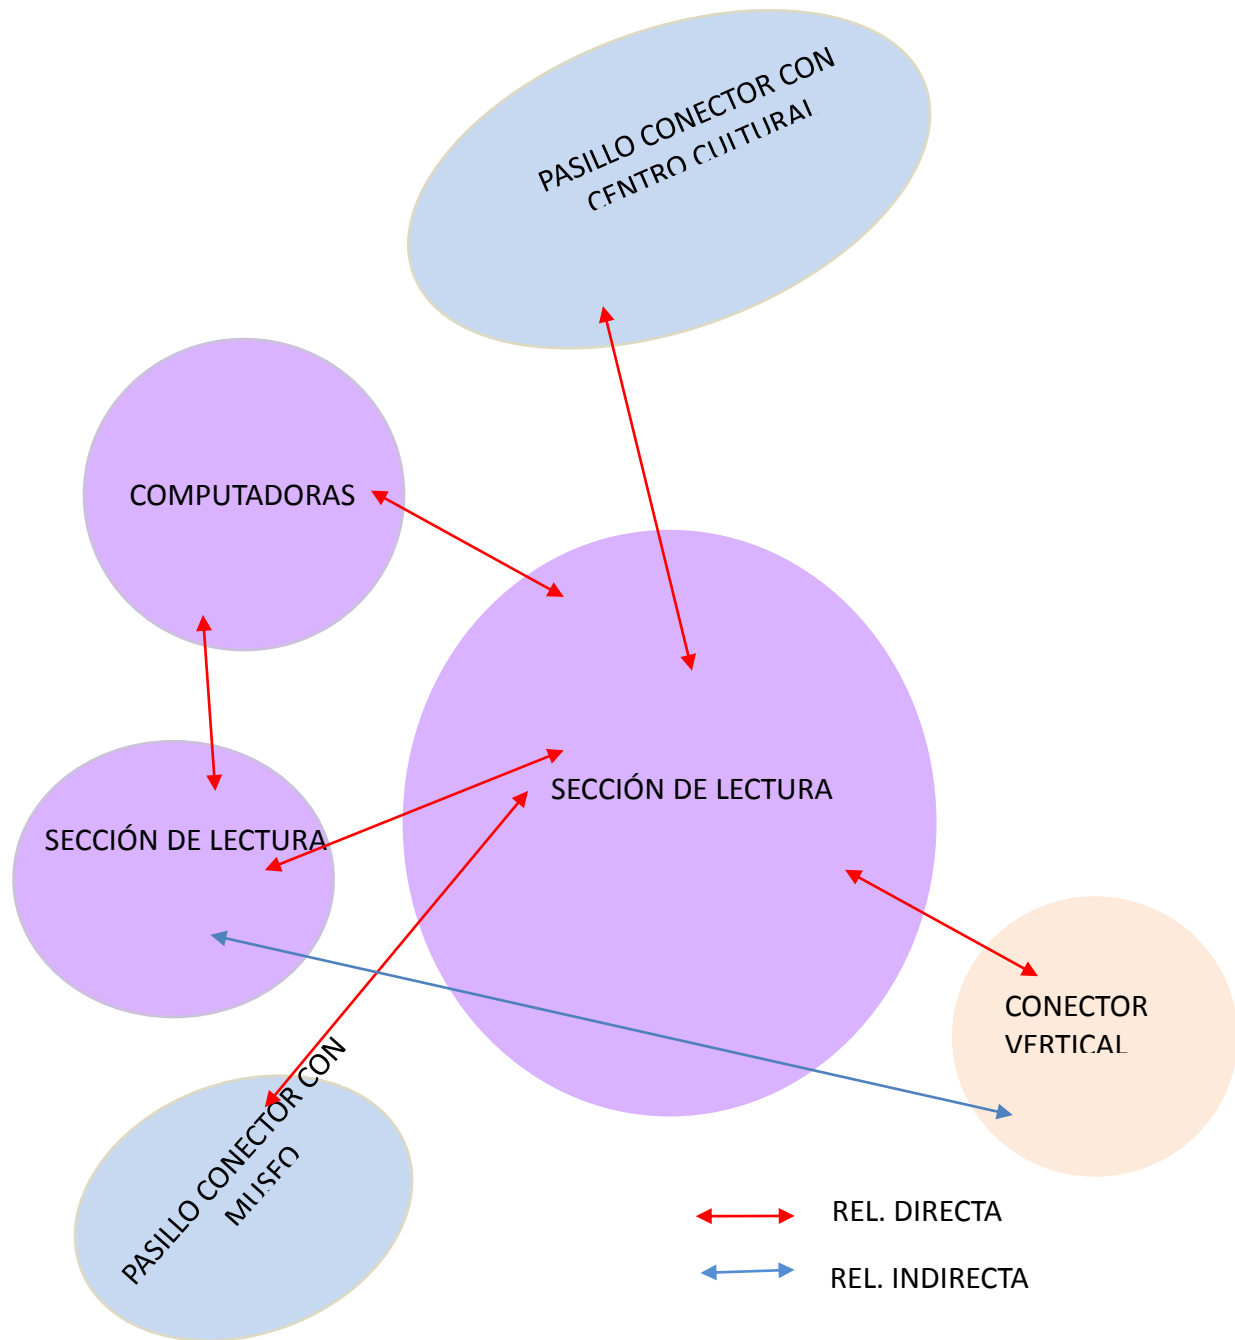 PASILLO CONECTOR CON
CENTRO CULTURAL
COMPUTADORAS
SECCIÓN DE LECTURA
SECCIÓN DE LECTURA
CONECTOR
VERTICAL
PASILLO CONECTOR CON
MUSEO
REL. DIRECTA
REL. INDIRECTA